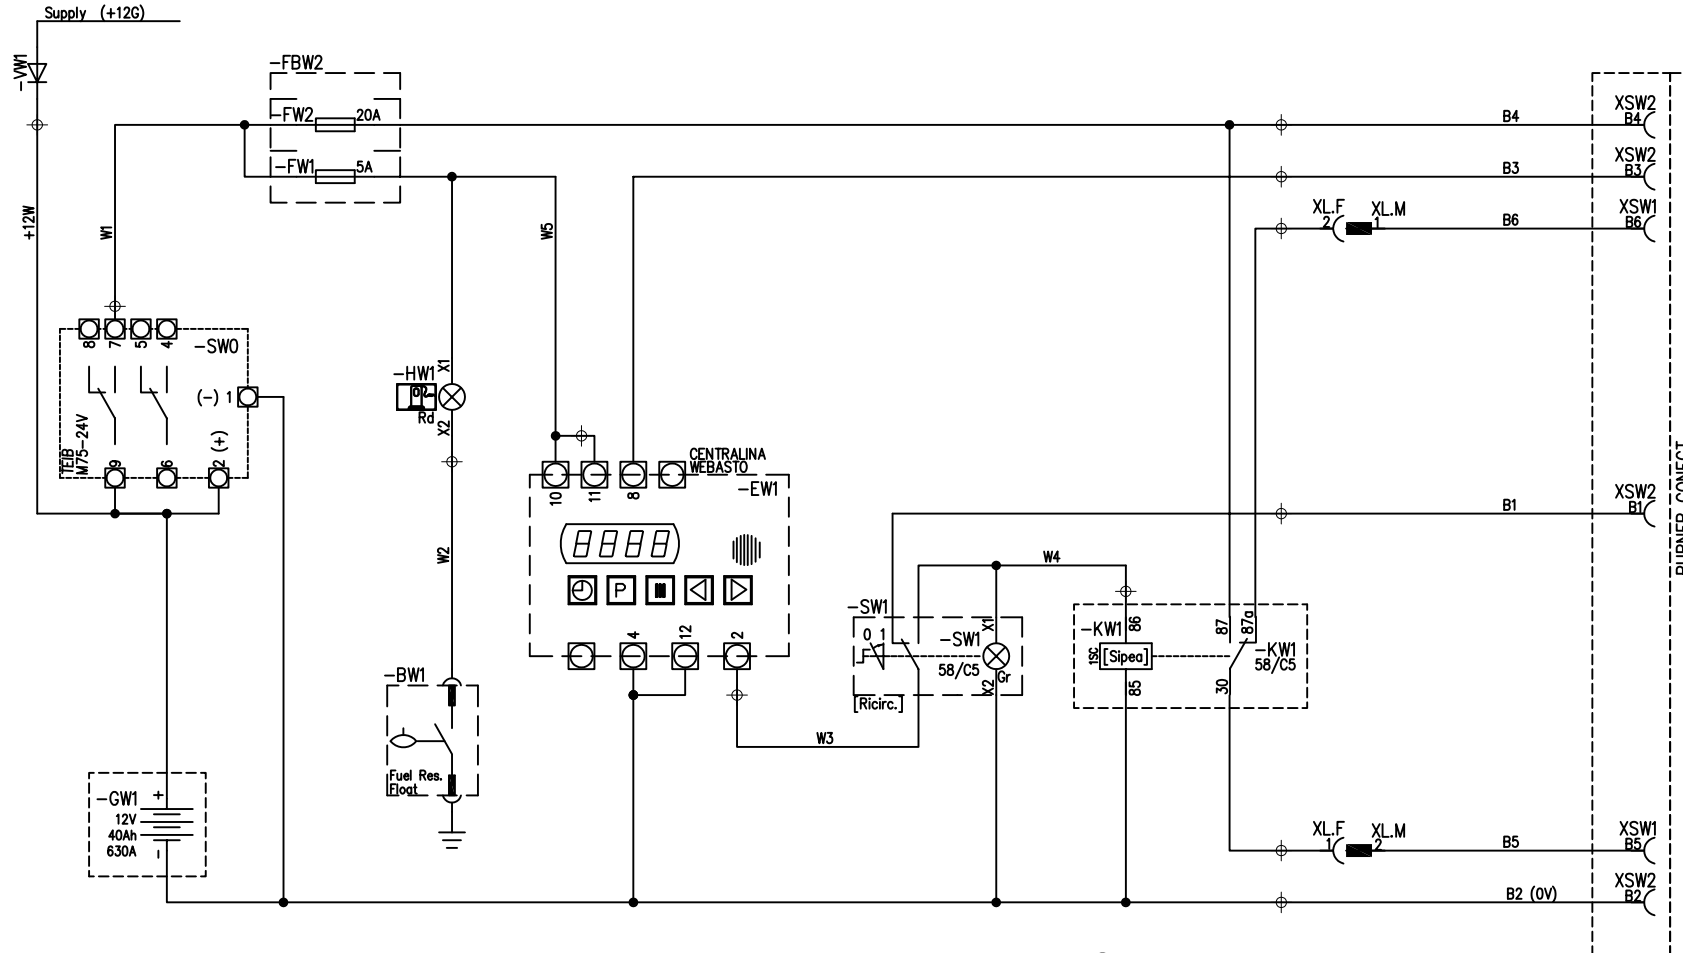 Supply (+12G)
-VW1
-FBW2
-FW2
20A
-FW1
5A
B4
XSW2
B4
B3
XSW2
B3
XL.F
2
XL.M
1
B6
XSW1
B6
+12W
W1
W5
8
7
5
4
-SW0
(-) 1
TEIB
M75-24V
9
6
2 (+)
-HW1
X1
Rd
X2
W2
CENTRALINA
WEBASTO
-EW1
10
11
8
P
4
12
2
BURNER CONECT
B1
XSW2
B1
W4
-SW1
0 1
-SW1
58/C5
X1
X2
Gr
[Ricirc.]
W3
-KW1
86
1SC
[Sipea]
85
87
87a
-KW1
58/C5
30
-BW1
Fuel Res.
Float
-GW1
+
12V
40Ah
630A
-
XL.F
1
XL.M
2
B5
XSW1
B5
B2 (0V)
XSW2
B2